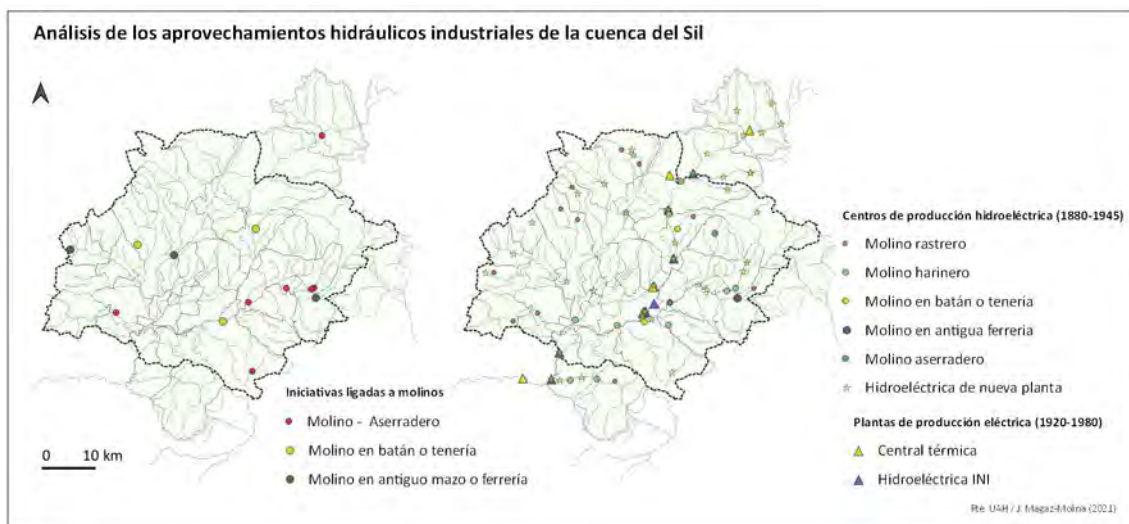 Análisis de los aprovechamientos hidráulicos industriales de la cuenca del Sil
Iniciativas ligadas a molinos
Molino - Aserradero
Molino en batán o tenería
Molino en antiguo mazo o ferrería
0 10 km
Centros de producción hidroeléctrica (1880-1945)
Molino rastrero
Molino harinero
Molino en batán o tenería
Molino en antigua ferreria
Molino aserradero
Hidroeléctrica de nueva planta
Plantas de producción eléctrica (1920-1980)
Central térmica
Hidroeléctrica INI
Fte. UAH / J. Magaz-Molina (2021)